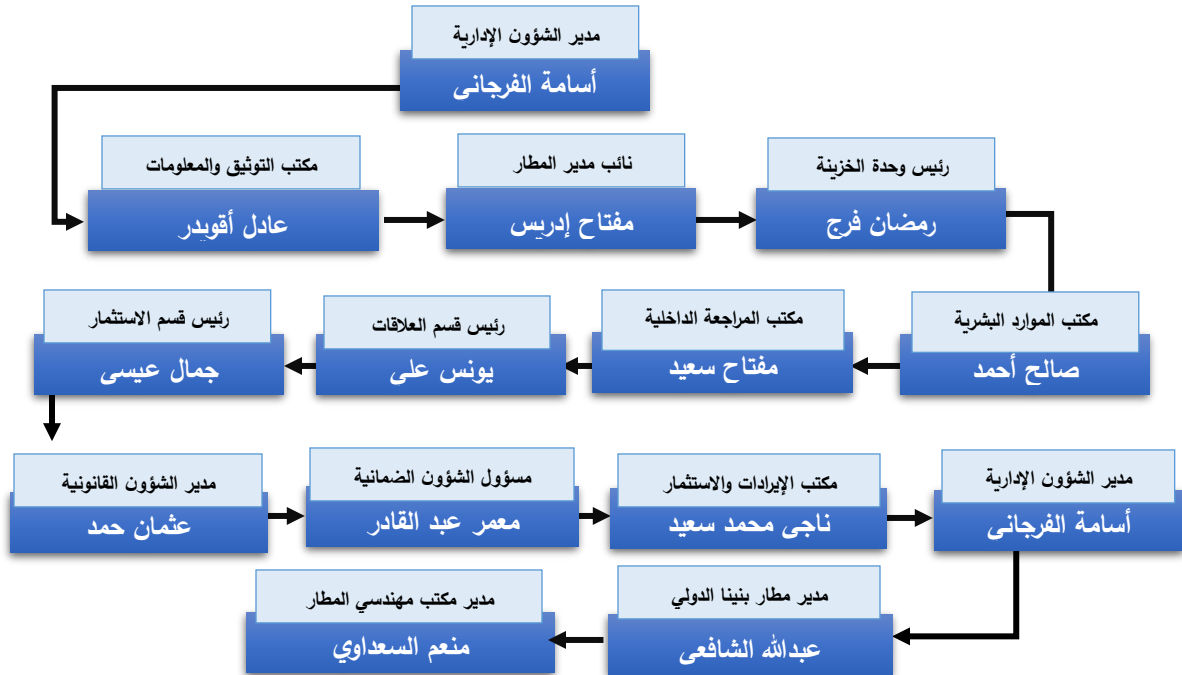 مدير الشؤون الإدارية
أسامة الفرجانى
مكتب التوثيق والمعلومات
عادل أقويدر
نائب مدير المطار
مفتاح إدريس
رئيس وحدة الخزينة
رمضان فرج
مكتب الموارد البشرية
صالح أحمد
مكتب المراجعة الداخلية
مفتاح سعيد
رئيس قسم العلاقات
يونس على
رئيس قسم الاستثمار
جمال عيسى
مدير الشؤون القانونية
عثمان حمد
مسؤول الشؤون الضمانية
معمر عبد القادر
مكتب الإيرادات والاستثمار
ناجى محمد سعيد
مدير الشؤون الإدارية
أسامة الفرجانى
مدير مطار بنينا الدولي
عبدالله الشافعى
مدير مكتب مهندسي المطار
منعم السعداوي